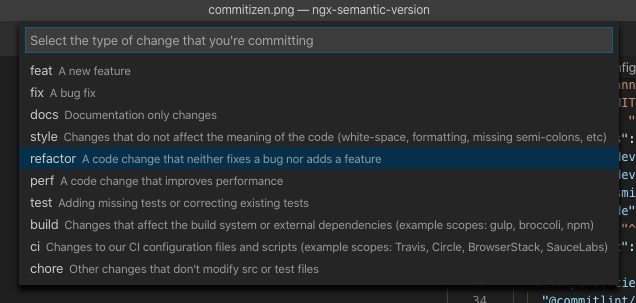 commitizen.png — ngx-semantic-version
Select the type of change that you're committing
feat A new feature
fix A bug fix
docs Documentation only changes
style Changes that do not affect the meaning of the code (white-space, formatting, missing semi-colons, etc)
refactor A code change that neither fixes a bug nor adds a feature
perf A code change that improves performance
test Adding missing tests or correcting existing tests
build Changes that affect the build system or external dependencies (example scopes: gulp, broccoli, npm)
ci Changes to our CI configuration files and scripts (example scopes: Travis, Circle, BrowserStack, SauceLabs)
chore Other changes that don't modify src or test files
34 "@commitlint/